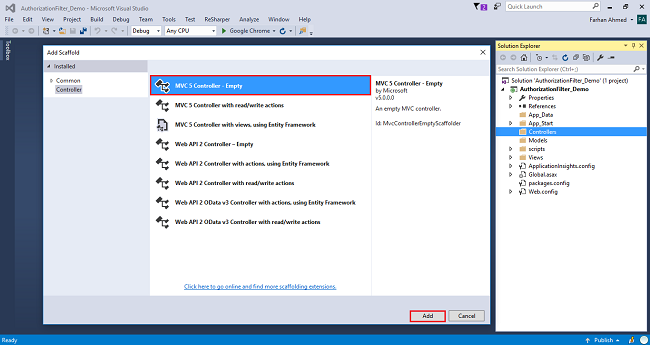 AuthorizationFilter_Demo - Microsoft Visual Studio
2
Quick Launch (Ctrl+Q)
File Edit View Project Build Debug Team Tools Test ReSharper Analyze Window Help
Farhan Ahmed FA
Debug Any CPU Google Chrome
Toolbox
Add Scaffold
Installed
Common
Controller
MVC 5 Controller - Empty
MVC 5 Controller with read/write actions
MVC 5 Controller with views, using Entity Framework
Web API 2 Controller – Empty
Web API 2 Controller with actions, using Entity Framework
Web API 2 Controller with read/write actions
Web API 2 OData v3 Controller with actions, using Entity Framework
Web API 2 OData v3 Controller with read/write actions
Click here to go online and find more scaffolding extensions.
MVC 5 Controller - Empty
by Microsoft
v5.0.0.0
An empty MVC controller.
Id: MvcControllerEmptyScaffolder
Add
Cancel
Solution Explorer
Search Solution Explorer (Ctrl+;)
Solution 'AuthorizationFilter_Demo' (1 project)
AuthorizationFilter_Demo
Properties
References
App_Data
App_Start
Controllers
Models
scripts
Views
ApplicationInsights.config
Global.asax
packages.config
Web.config
Ready
Publish